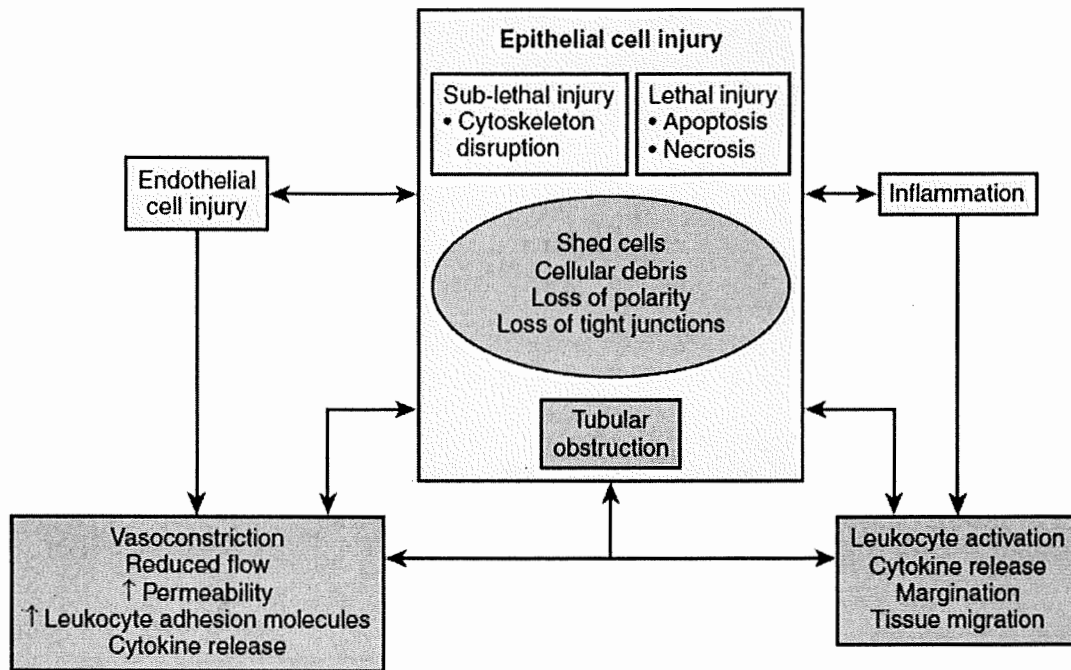 Epithelial cell injury
Sub-lethal injury
• Cytoskeleton
disruption
Lethal injury
• Apoptosis
• Necrosis
Endothelial
cell injury
Inflammation
Shed cells
Cellular debris
Loss of polarity
Loss of tight junctions
Tubular
obstruction
Vasoconstriction
Reduced flow
↑ Permeability
↑ Leukocyte adhesion molecules
Cytokine release
Leukocyte activation
Cytokine release
Margination
Tissue migration